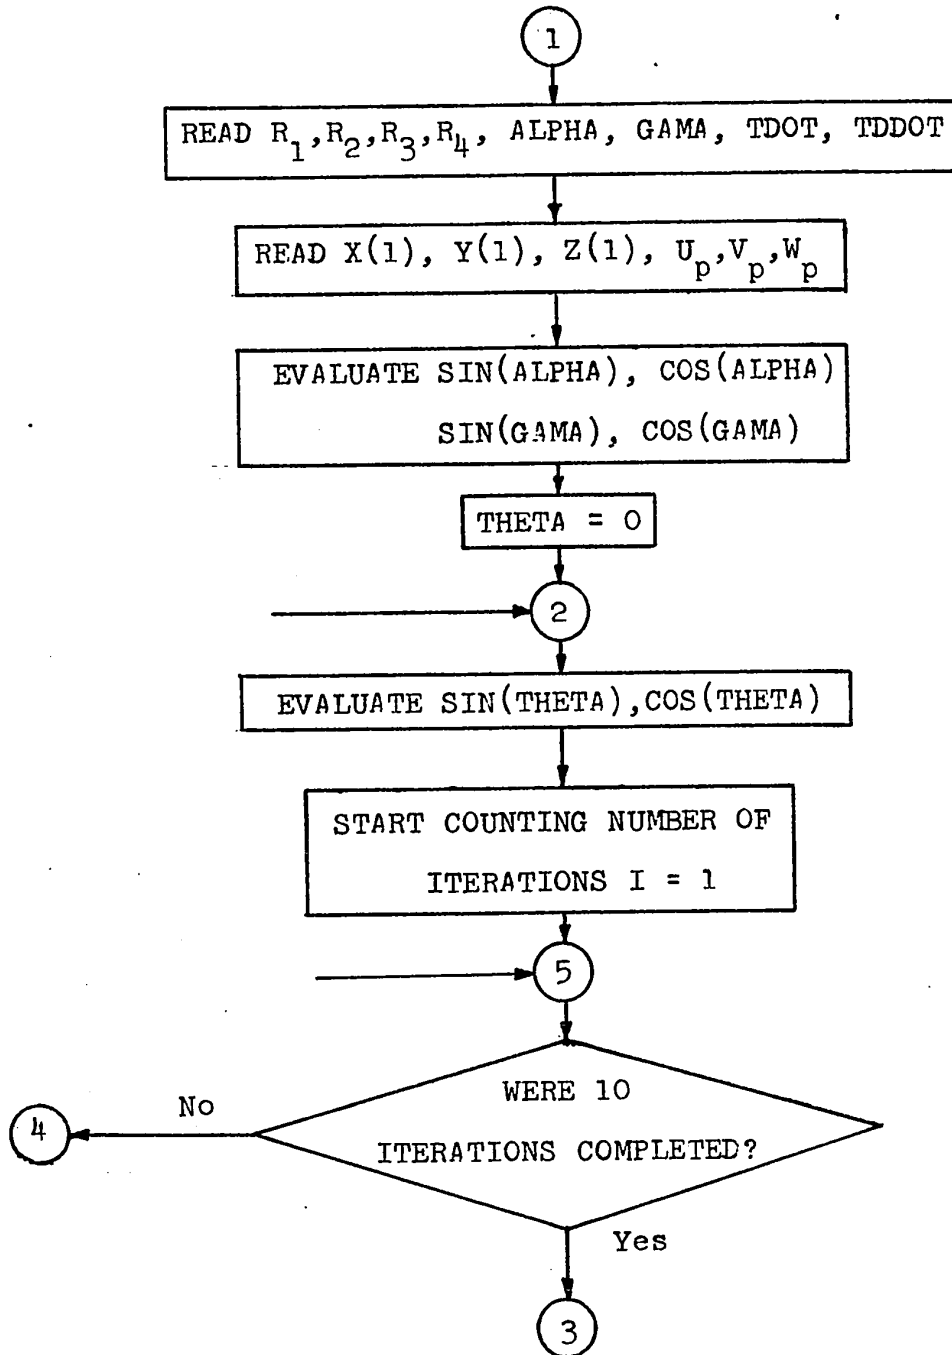 1
READ R1,R2,R3,R4, ALPHA, GAMA, TDOT, TDDOT
READ X(1), Y(1), Z(1), Up,Vp,Wp
EVALUATE SIN(ALPHA), COS(ALPHA)
SIN(GAMA), COS(GAMA)
THETA = 0
2
EVALUATE SIN(THETA),COS(THETA)
START COUNTING NUMBER OF
ITERATIONS I = 1
5
WERE 10
ITERATIONS COMPLETED?
No
4
Yes
3